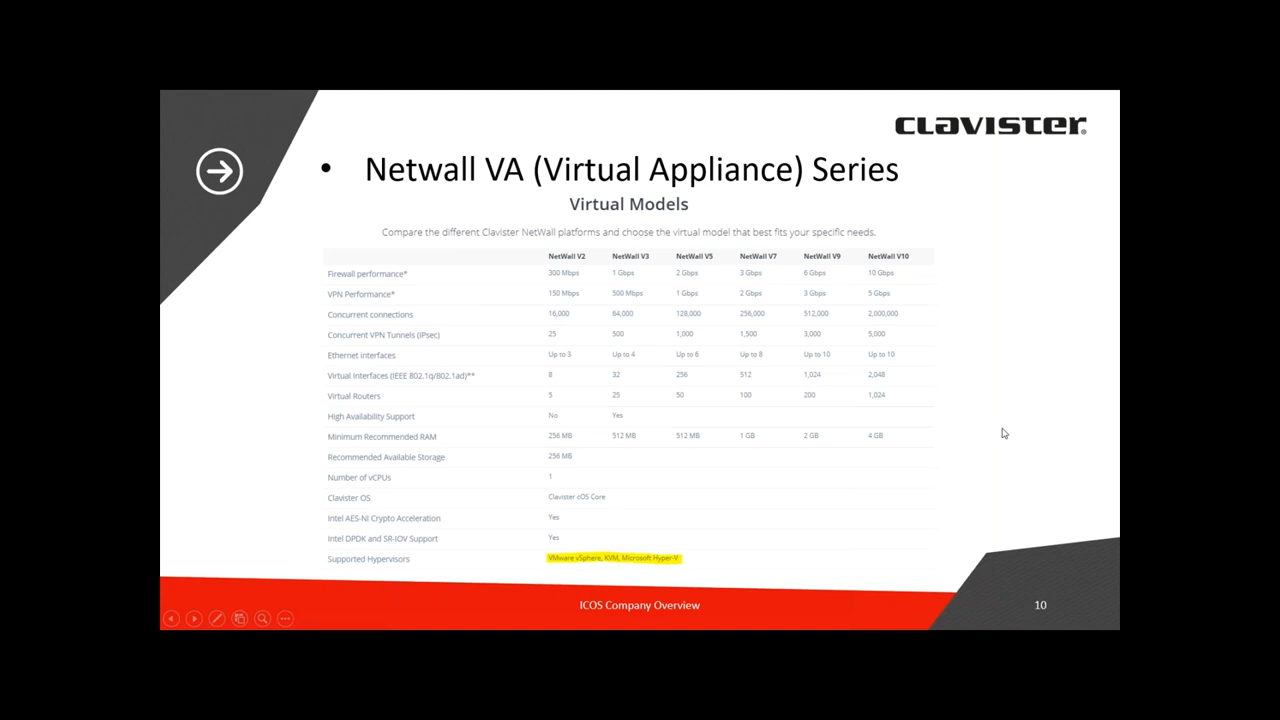 CLAVISTER
• Netwall VA (Virtual Appliance) Series
Virtual Models
Compare the different Clavister NetWall platforms and choose the virtual model that best fits your specific needs.
NetWall V2 NetWall V3 NetWall V5 NetWall V7 NetWall V9 NetWall V10
Firewall performance* 300 Mbps 1 Gbps 2 Gbps 3 Gbps 6 Gbps 10 Gbps
VPN Performance* 150 Mbps 500 Mbps 1 Gbps 2 Gbps 3 Gbps 5 Gbps
Concurrent connections 16,000 64,000 128,000 256,000 512,000 2,000,000
Concurrent VPN Tunnels (IPsec) 25 500 1,000 1,500 3,000 5,000
Ethernet interfaces Up to 3 Up to 4 Up to 6 Up to 8 Up to 10 Up to 10
Virtual Interfaces (IEEE 802.1q/802.1ad)** 8 32 256 512 1,024 2,048
Virtual Routers 5 25 50 100 200 1,024
High Availability Support No Yes
Minimum Recommended RAM 256 MB 512 MB 512 MB 1 GB 2 GB 4 GB
Recommended Available Storage 256 MB
Number of vCPUs 1
Clavister OS Clavister cOS Core
Intel AES-NI Crypto Acceleration Yes
Intel DPDK and SR-IOV Support Yes
Supported Hypervisors VMware vSphere, KVM, Microsoft Hyper-V
ICOS Company Overview 10